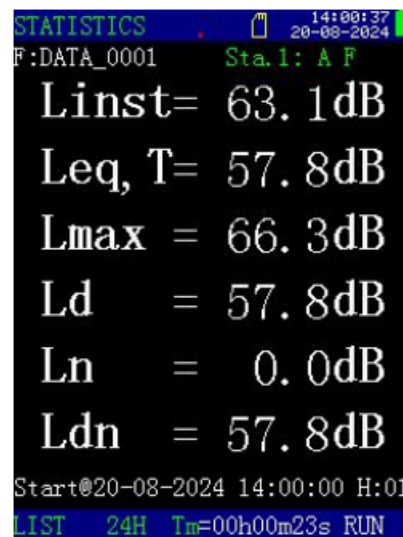 STATISTICS 14:00:37
20-08-2024
F:DATA_0001 Sta.1: A F
Linst= 63.1dB
Leq, T= 57.8dB
Lmax = 66.3dB
Ld = 57.8dB
Ln = 0.0dB
Ldn = 57.8dB
Start@20-08-2024 14:00:00 H:01
LIST 24H Tm=00h00m23s RUN